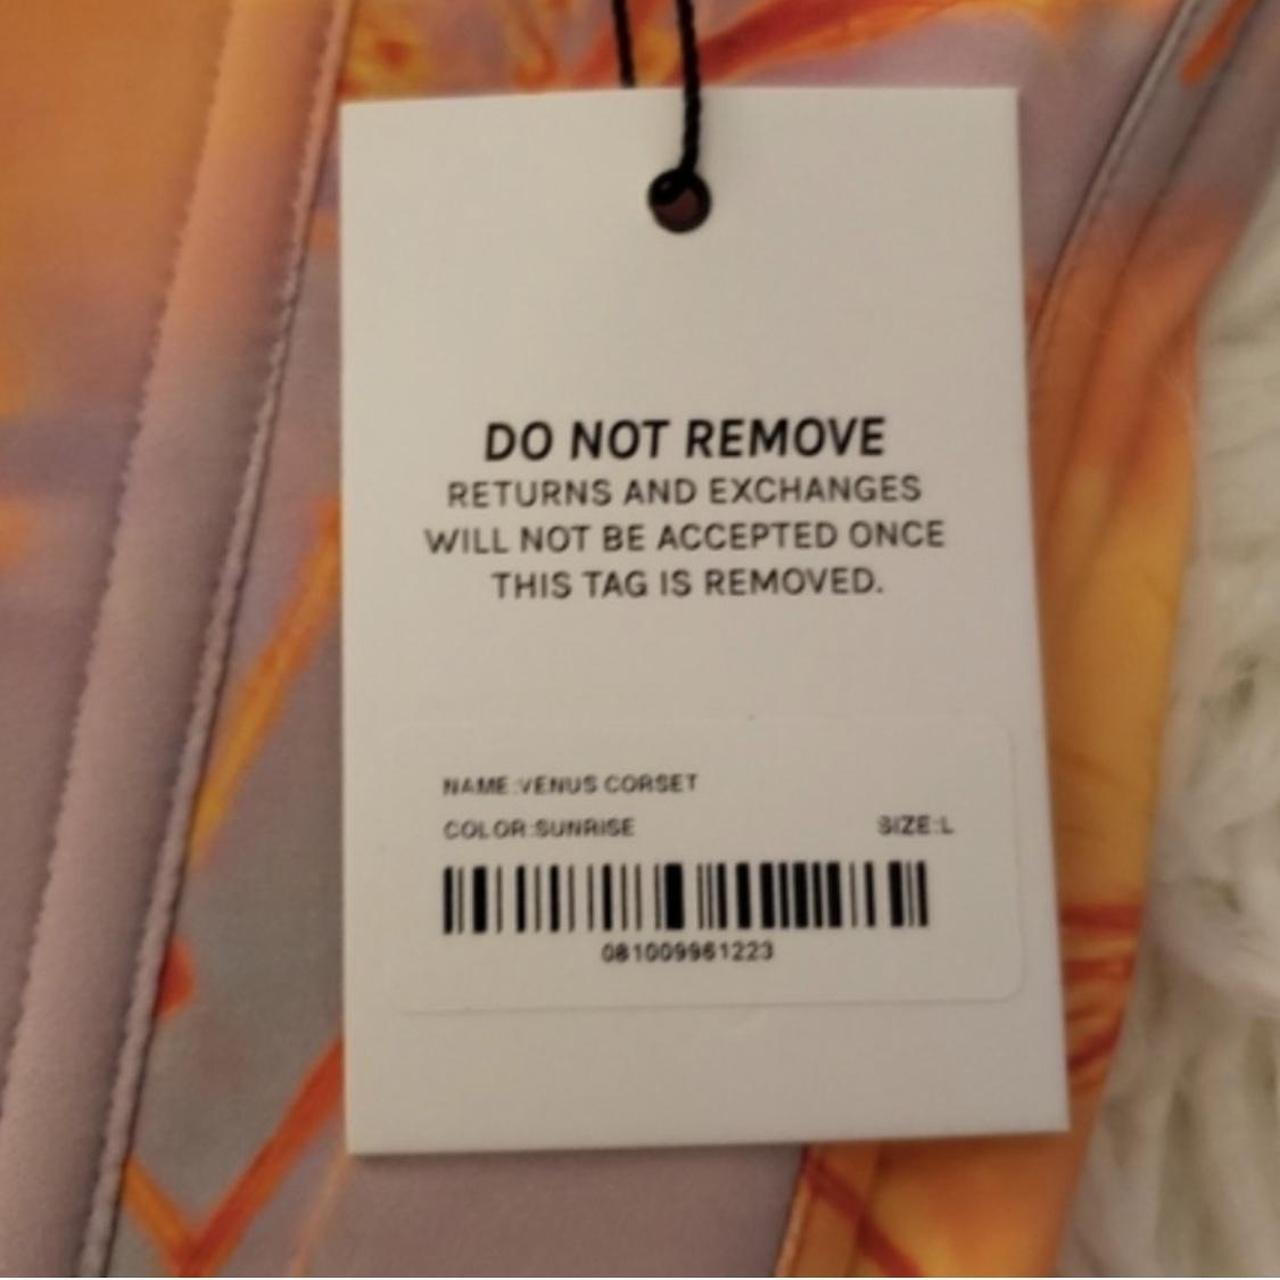 DO NOT REMOVE
RETURNS AND EXCHANGES
WILL NOT BE ACCEPTED ONCE
THIS TAG IS REMOVED.
NAME:VENUS CORSET
COLOR:SUNRISE SIZE:L
081009961223